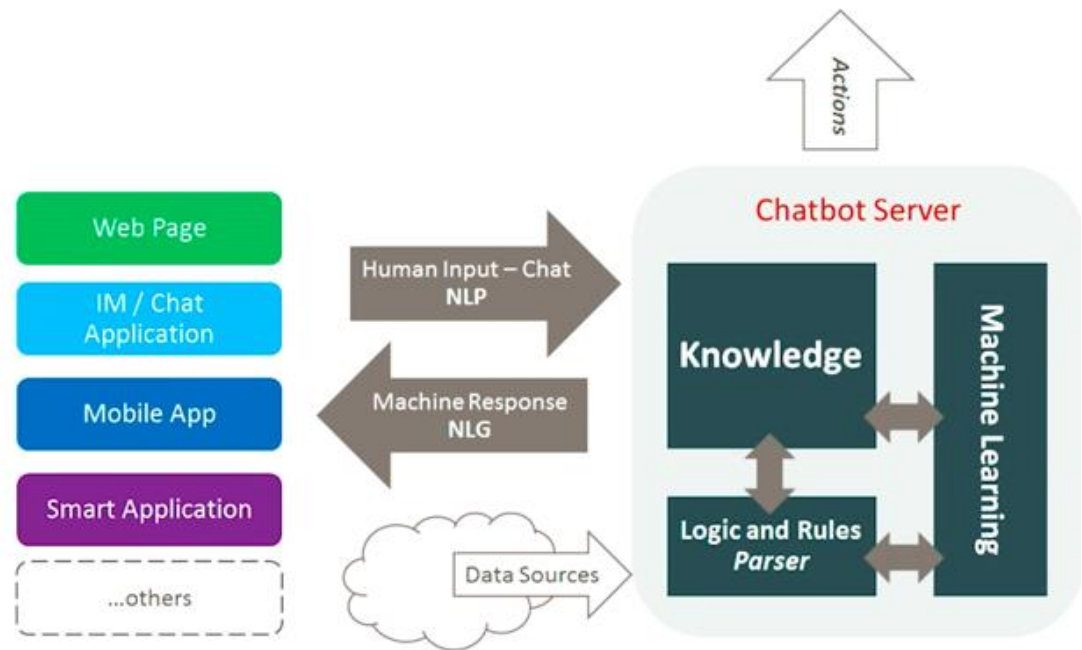 Actions
Chatbot Server
Web Page
IM / Chat
Application
Mobile App
Smart Application
...others
Human Input – Chat
NLP
Machine Response
NLG
Data Sources
Knowledge
Logic and Rules
Parser
Machine Learning